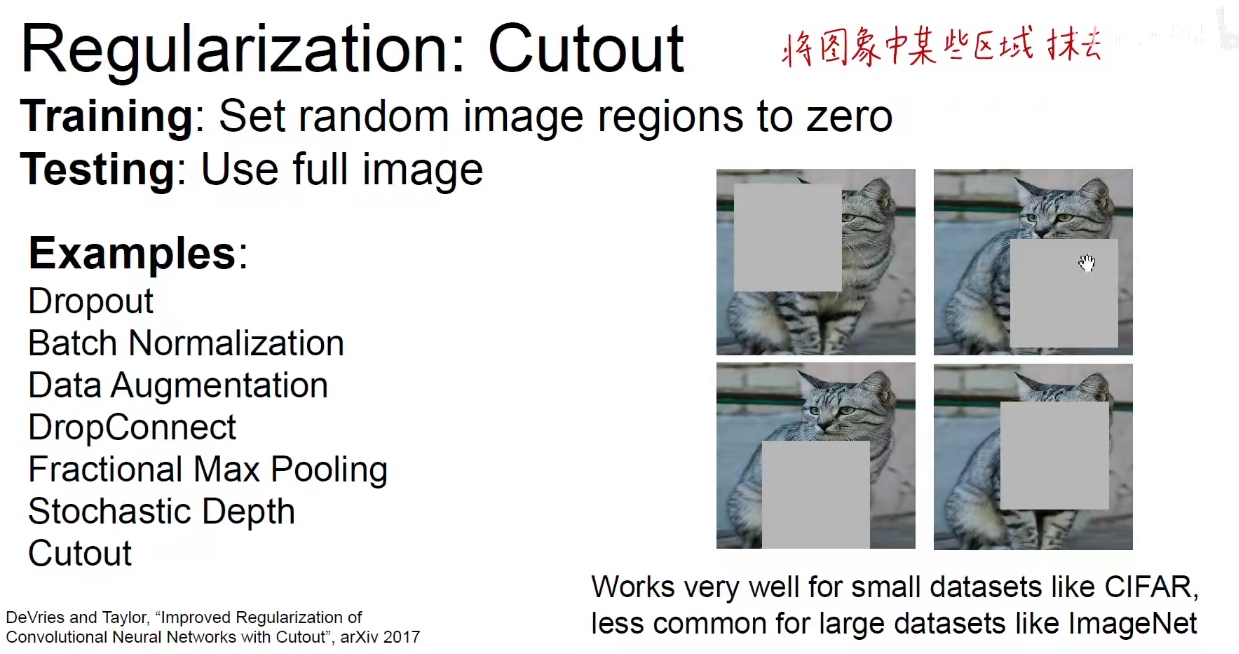 Regularization: Cutout
将图象中某些区域抹去
Training: Set random image regions to zero
Testing: Use full image
Examples:
Dropout
Batch Normalization
Data Augmentation
DropConnect
Fractional Max Pooling
Stochastic Depth
Cutout
Works very well for small datasets like CIFAR,
less common for large datasets like ImageNet
DeVries and Taylor, “Improved Regularization of
Convolutional Neural Networks with Cutout”, arXiv 2017